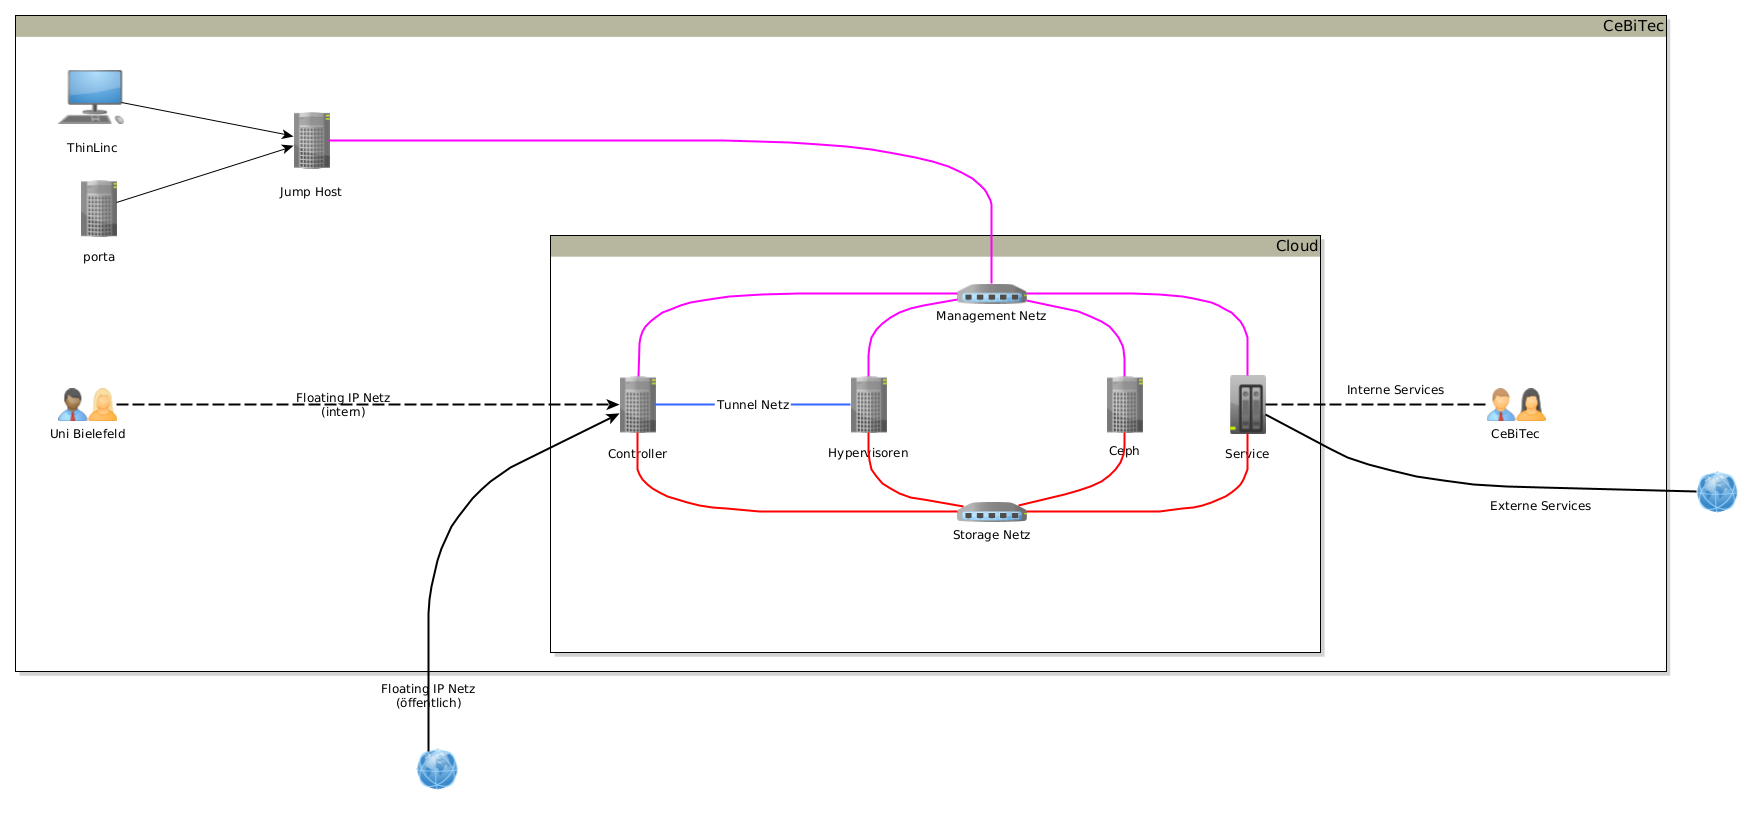 CeBiTec
ThinLinc
Jump Host
porta
Cloud
Management Netz
Floating IP Netz
(intern)
Uni Bielefeld
Tunnel Netz
Interne Services
CeBiTec
Controller
Hypervisoren
Ceph
Service
Externe Services
Storage Netz
Floating IP Netz
(öffentlich)